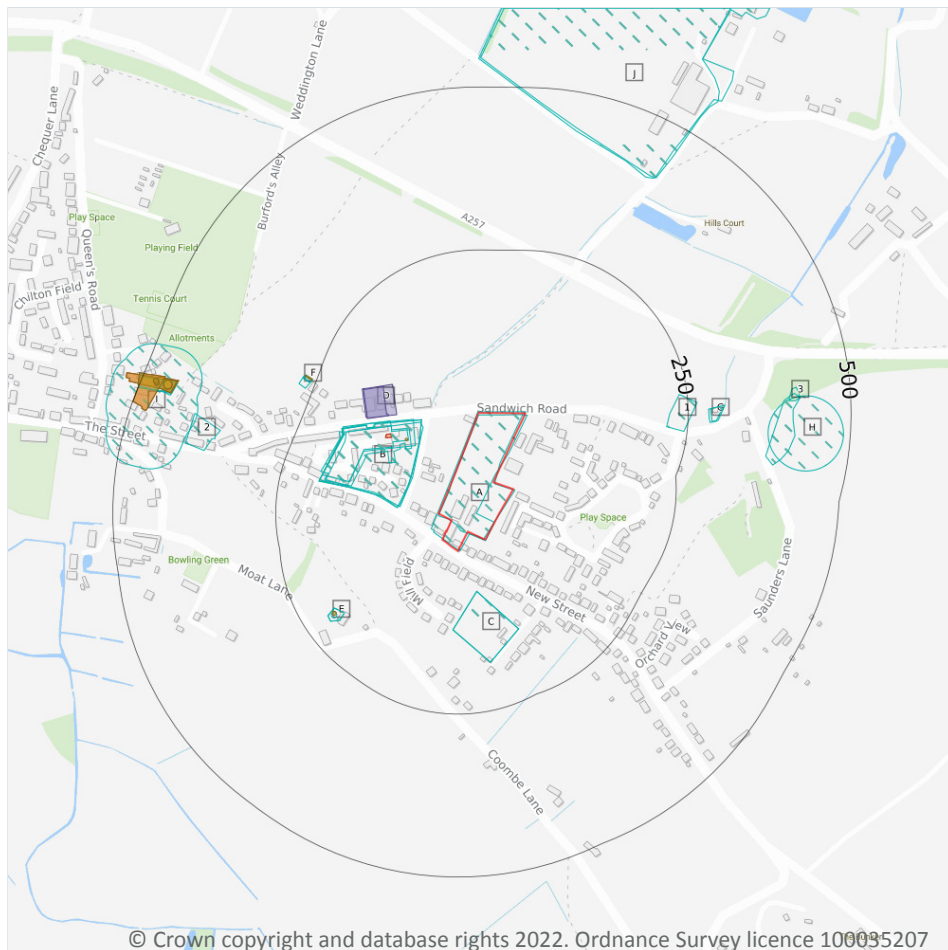 Weddington Lane
Chequer Lane
J
Burford's Alley
Play Space
A257
Hills Court
Queen's Road
Playing Field
Chilton Field
Tennis Court
Allotments
250
500
F
D
3
I
Sandwich Road
1
G
The Street
2
H
B
A
Play Space
Bowling Green
Moat Lane
Mill Field
New Street
Saunders Lane
E
C
Orchard View
Coombe Lane
© Crown copyright and database rights 2022. Ordnance Survey licence 100035207